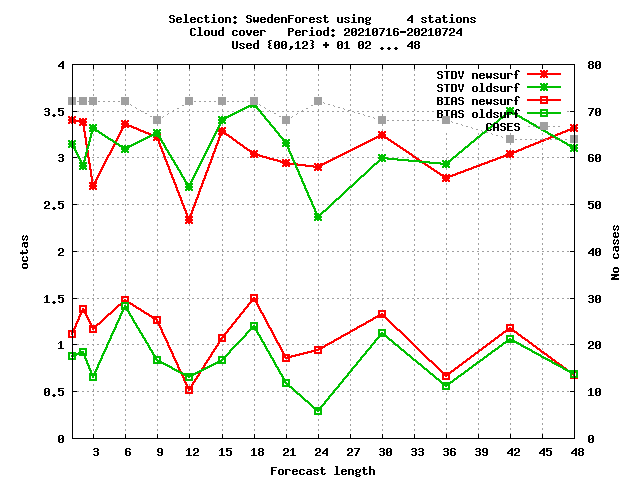 Selection: SwedenForest using 4 stations
Cloud cover Period: 20210716-20210724
Used {00,12} + 01 02 ... 48
4
3.5
3
2.5
2
1.5
1
0.5
0
80
70
60
50
40
30
20
10
0
STDV newsurf
STDV oldsurf
BIAS newsurf
BIAS oldsurf
CASES
octas
No cases
3 6 9 12 15 18 21 24 27 30 33 36 39 42 45 48
Forecast length